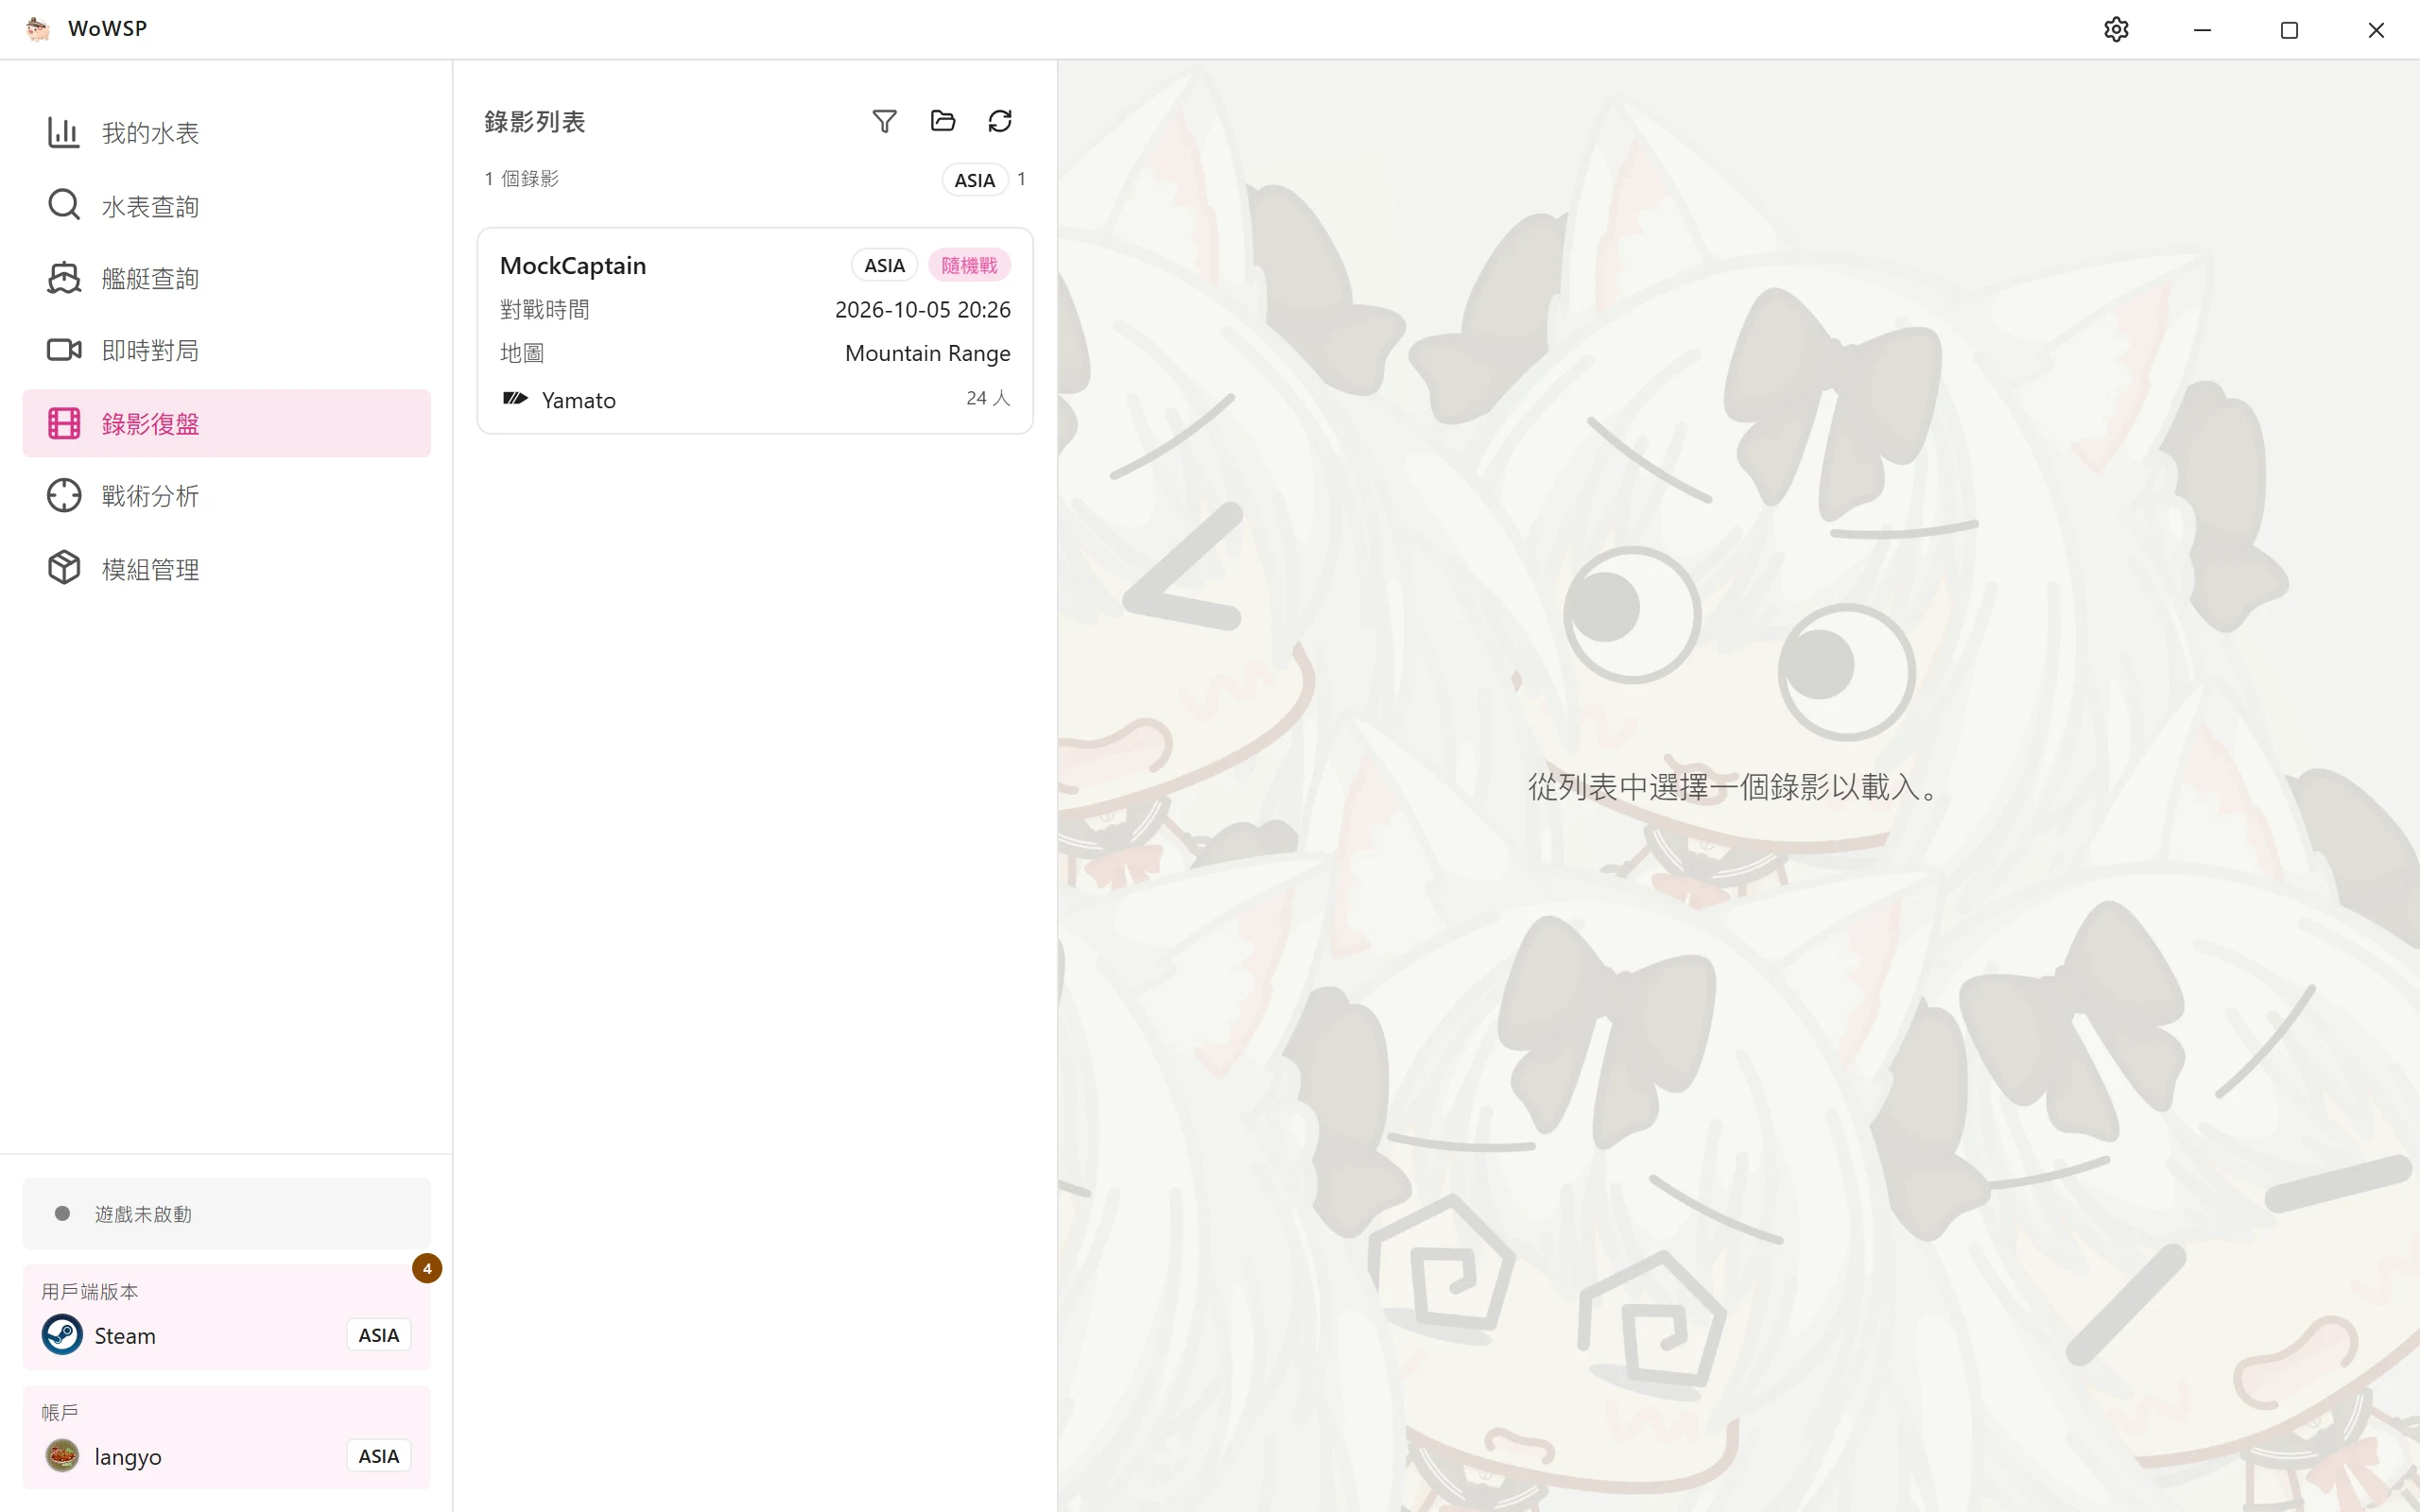 WoWSP
我的水表
水表查詢
艦艇查詢
即時對局
錄影復盤
戰術分析
模組管理
遊戲未啟動
4
用戶端版本
Steam ASIA
帳戶
langyo ASIA
錄影列表
1 個錄影 ASIA 1
MockCaptain ASIA 隨機戰
對戰時間 2026-10-05 20:26
地圖 Mountain Range
Yamato 24 人
從列表中選擇一個錄影以載入。